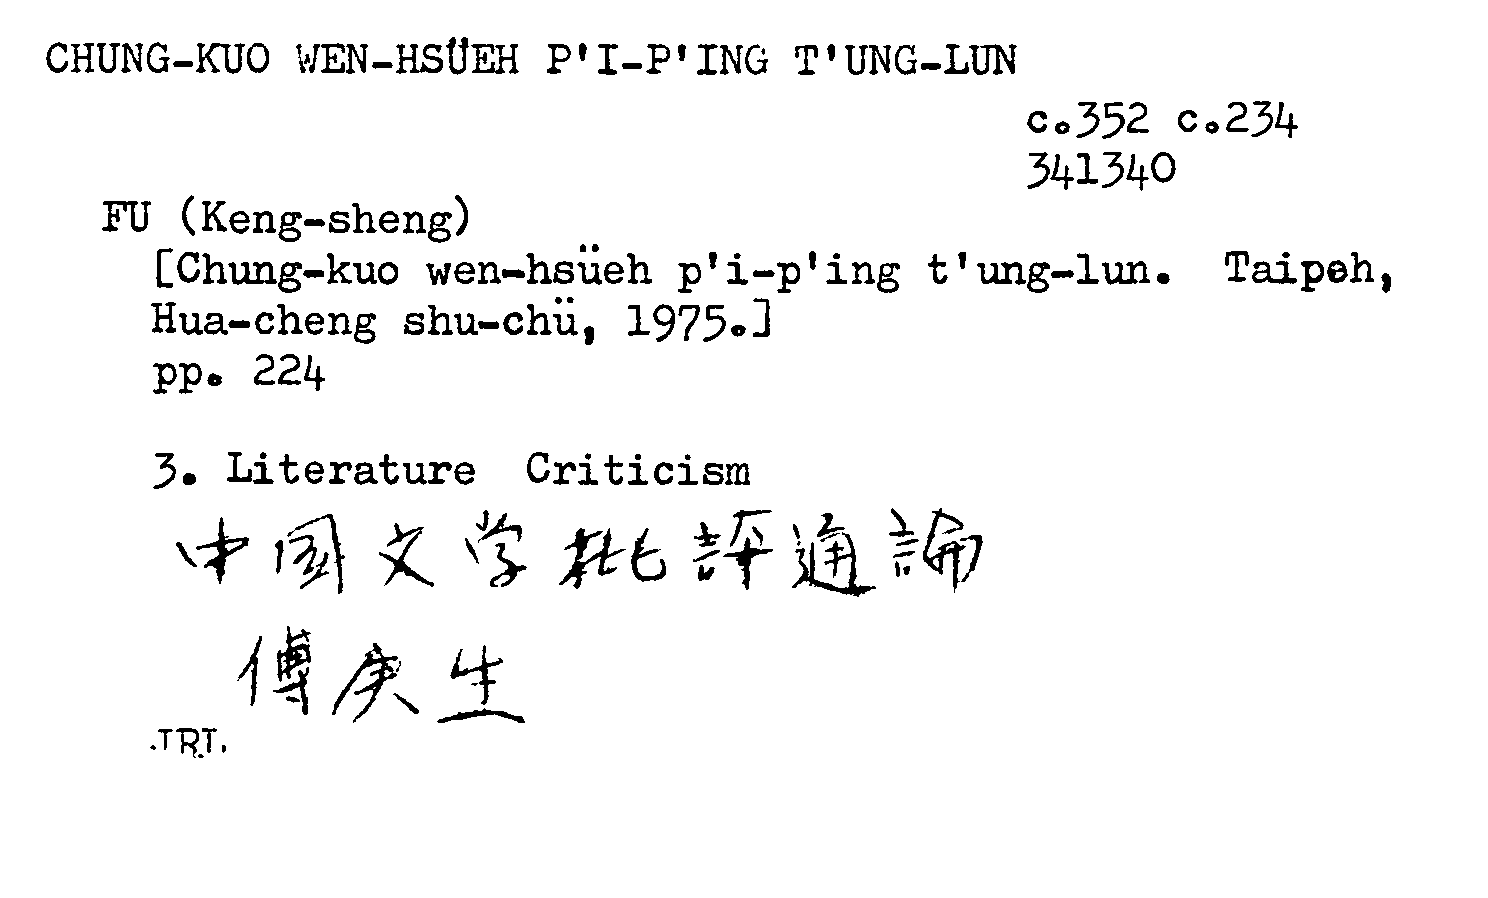 CHUNG-KUO WEN-HSÜEH P'I-P'ING T'UNG-LUN
c.352 c.234
341340
FU (Keng-sheng)
[Chung-kuo wen-hsüeh p'i-p'ing t'ung-lun. Taipeh,
Hua-cheng shu-chü, 1975.]
pp. 224
3. Literature Criticism
中國文学批評通論
傅庚生